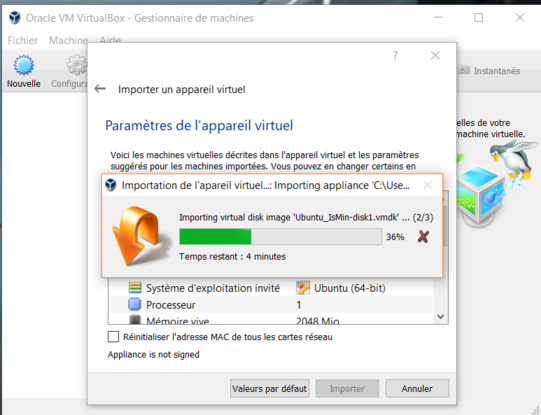 Oracle VM VirtualBox - Gestionnaire de machines
Fichier Machine Aide
Nouvelle Configura
Instantanés
elles de votre
machine virtuelle.
?
Importer un appareil virtuel
Paramètres de l'appareil virtuel
Voici les machines virtuelles décrites dans l'appareil virtuel et les paramètres
suggérés pour les machines importées. Vous pouvez en changer certains en
Importation de l'apareil virtuel...: Importing appliance 'C:\Use...
Importing virtual disk image 'Ubuntu_IsMin-disk1.vmdk' ... (2/3)
36%
Temps restant : 4 minutes
Système d'exploitation invité Ubuntu (64-bit)
Processeur 1
Mémoire vive 2048 Mio
Réinitialiser l'adresse MAC de tous les cartes réseau
Appliance is not signed
Valeurs par défaut Importer Annuler